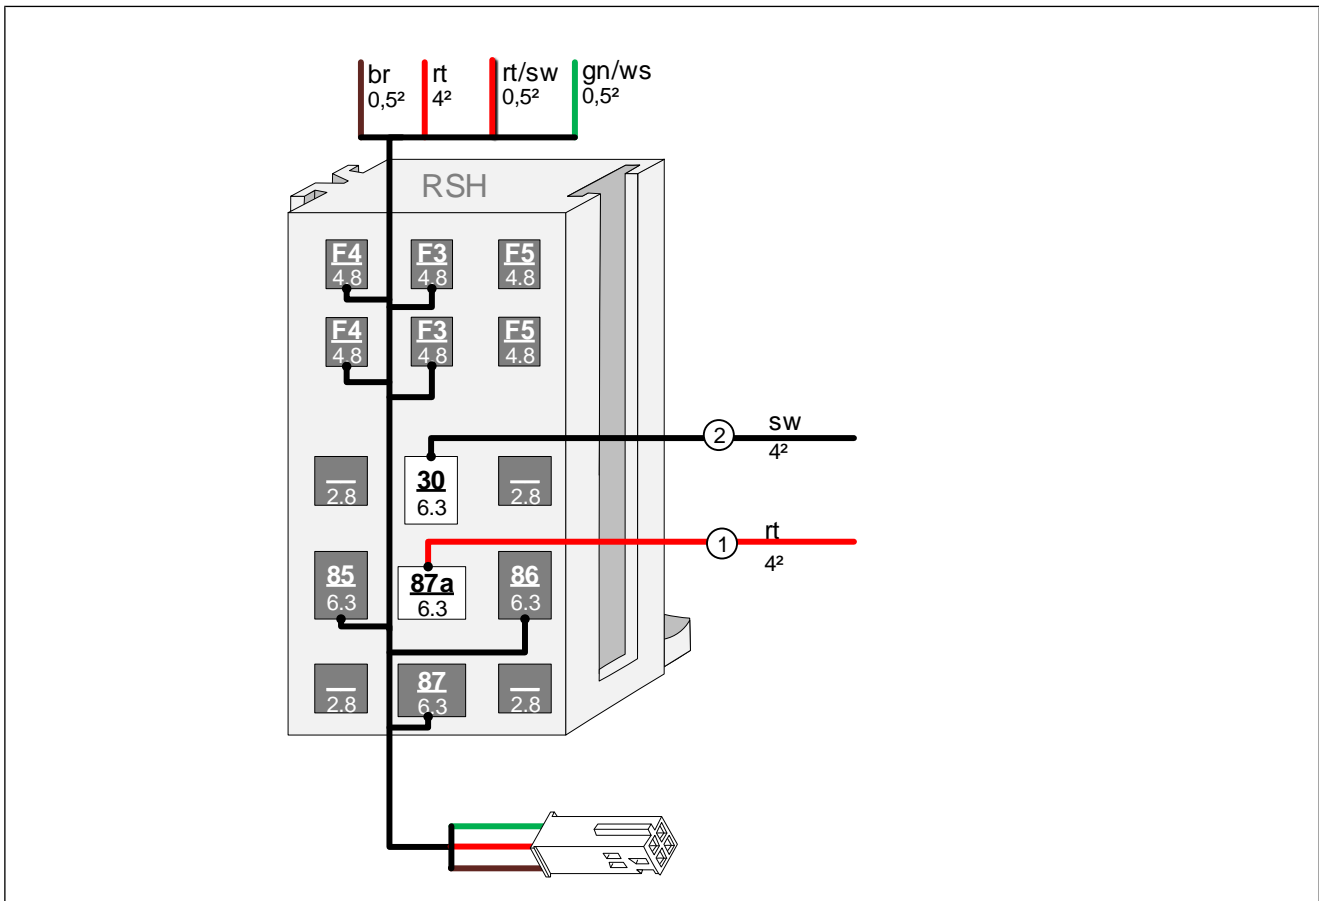 br rt rt/sw gn/ws
0,5² 4² 0,5² 0,5²
RSH
F4 F3 F5
4.8 4.8 4.8
F4 F3 F5
4.8 4.8 4.8
2 sw
4²
30
2.8 6.3 2.8
1 rt
4²
85 87a 86
6.3 6.3 6.3
87
2.8 6.3 2.8